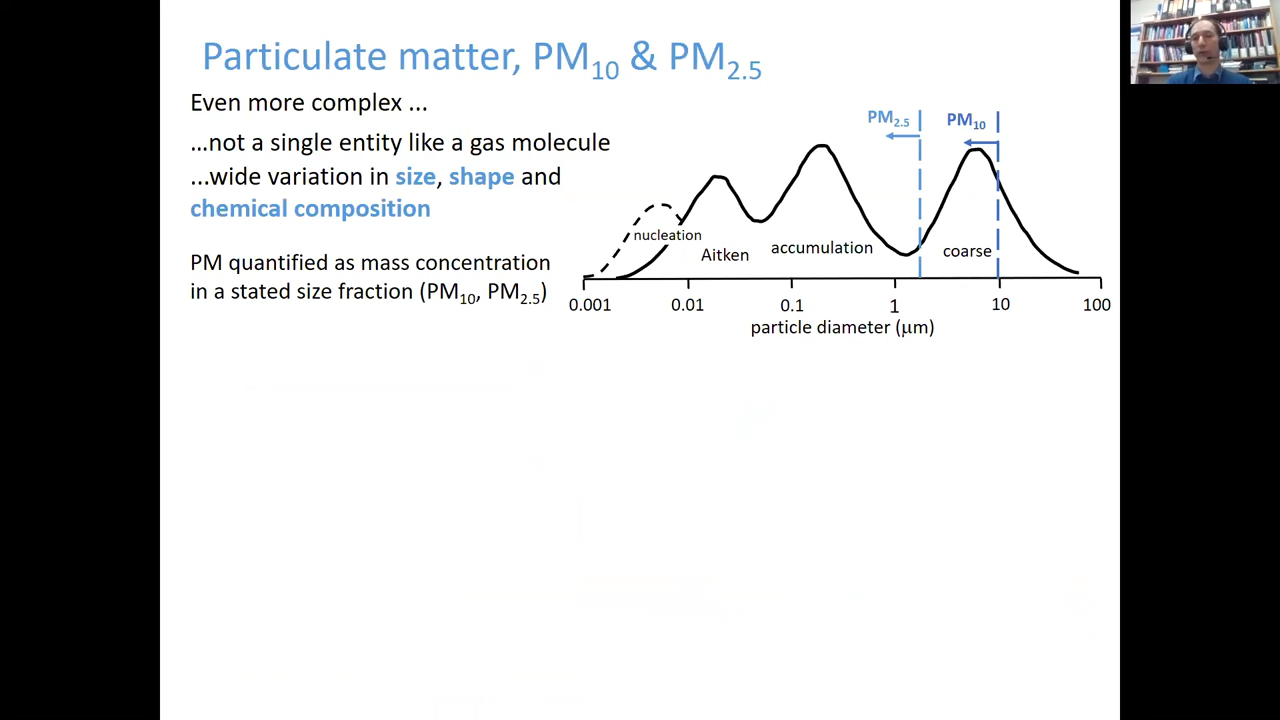 Particulate matter, PM10 & PM2.5
Even more complex ...
...not a single entity like a gas molecule
...wide variation in size, shape and
chemical composition
PM quantified as mass concentration
in a stated size fraction (PM10, PM2.5)
PM2.5
PM10
nucleation
Aitken
accumulation
coarse
0.001
0.01
0.1
1
10
100
particle diameter (μm)